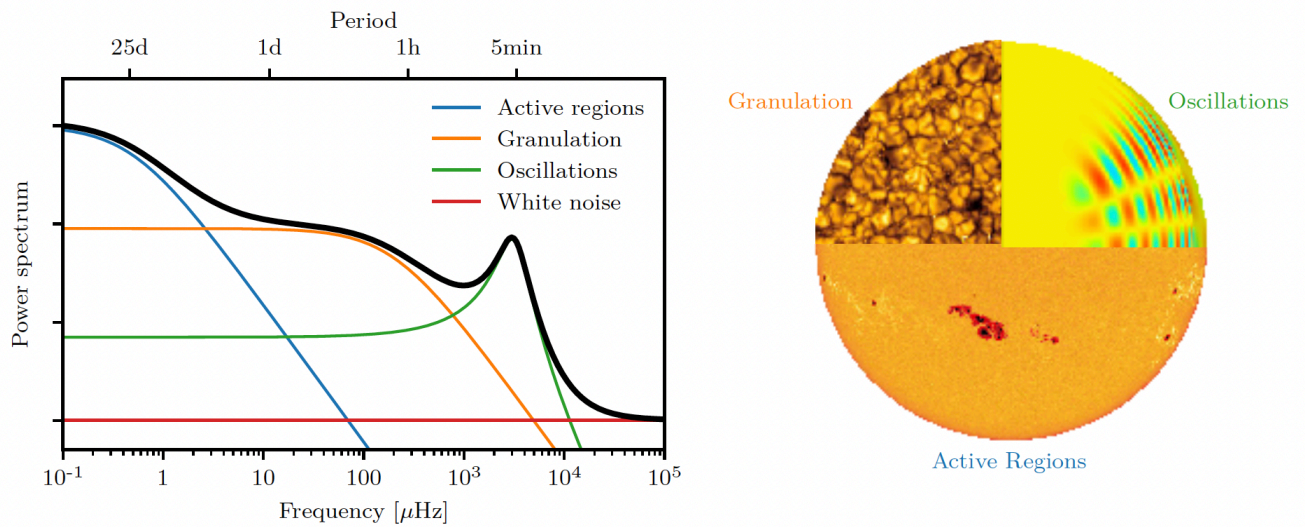 Period
25d 1d 1h 5min
Active regions
Granulation
Oscillations
White noise
Power spectrum
10⁻¹ 1 10 100 10³ 10⁴ 10⁵
Frequency [μHz]
Granulation
Oscillations
Active Regions